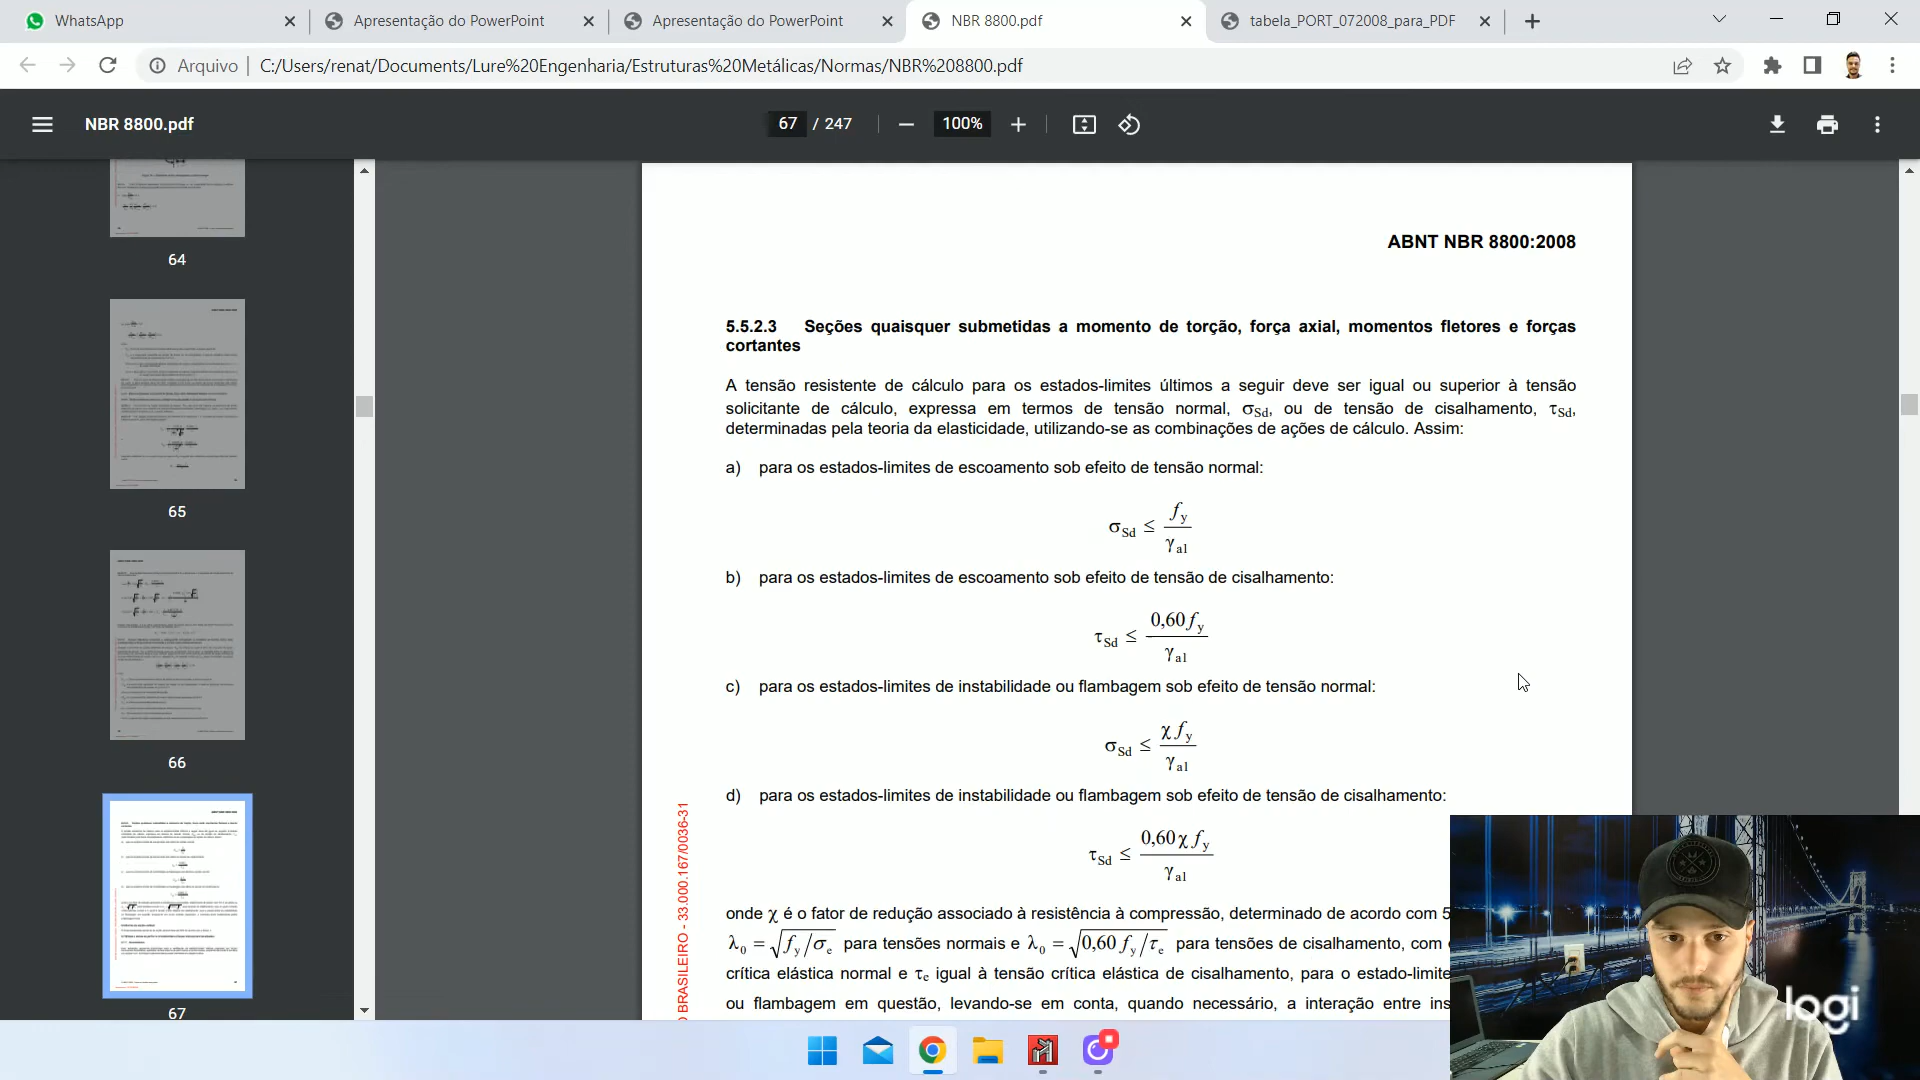 WhatsApp
Apresentação do PowerPoint
Apresentação do PowerPoint
NBR 8800.pdf
tabela_PORT_072008_para_PDF
Arquivo
C:/Users/renat/Documents/Lure%20Engenharia/Estruturas%20Metálicas/Normas/NBR%208800.pdf
NBR 8800.pdf
67 / 247
100%
64
65
66
67
ABNT NBR 8800:2008
5.5.2.3 Seções quaisquer submetidas a momento de torção, força axial, momentos fletores e forças
cortantes
A tensão resistente de cálculo para os estados-limites últimos a seguir deve ser igual ou superior à tensão
solicitante de cálculo, expressa em termos de tensão normal, σSd, ou de tensão de cisalhamento, τSd,
determinadas pela teoria da elasticidade, utilizando-se as combinações de ações de cálculo. Assim:
a) para os estados-limites de escoamento sob efeito de tensão normal:
σSd ≤ fy / γa1
b) para os estados-limites de escoamento sob efeito de tensão de cisalhamento:
τSd ≤ 0,60 fy / γa1
c) para os estados-limites de instabilidade ou flambagem sob efeito de tensão normal:
σSd ≤ χ fy / γa1
d) para os estados-limites de instabilidade ou flambagem sob efeito de tensão de cisalhamento:
τSd ≤ 0,60 χ fy / γa1
onde χ é o fator de redução associado à resistência à compressão, determinado de acordo com 5
λ0 = √fy/σe para tensões normais e λ0 = √0,60 fy/τe para tensões de cisalhamento, com
crítica elástica normal e τe igual à tensão crítica elástica de cisalhamento, para o estado-limite
ou flambagem em questão, levando-se em conta, quando necessário, a interação entre ins
BRASILEIRO - 33.000.167/0036-31
logi